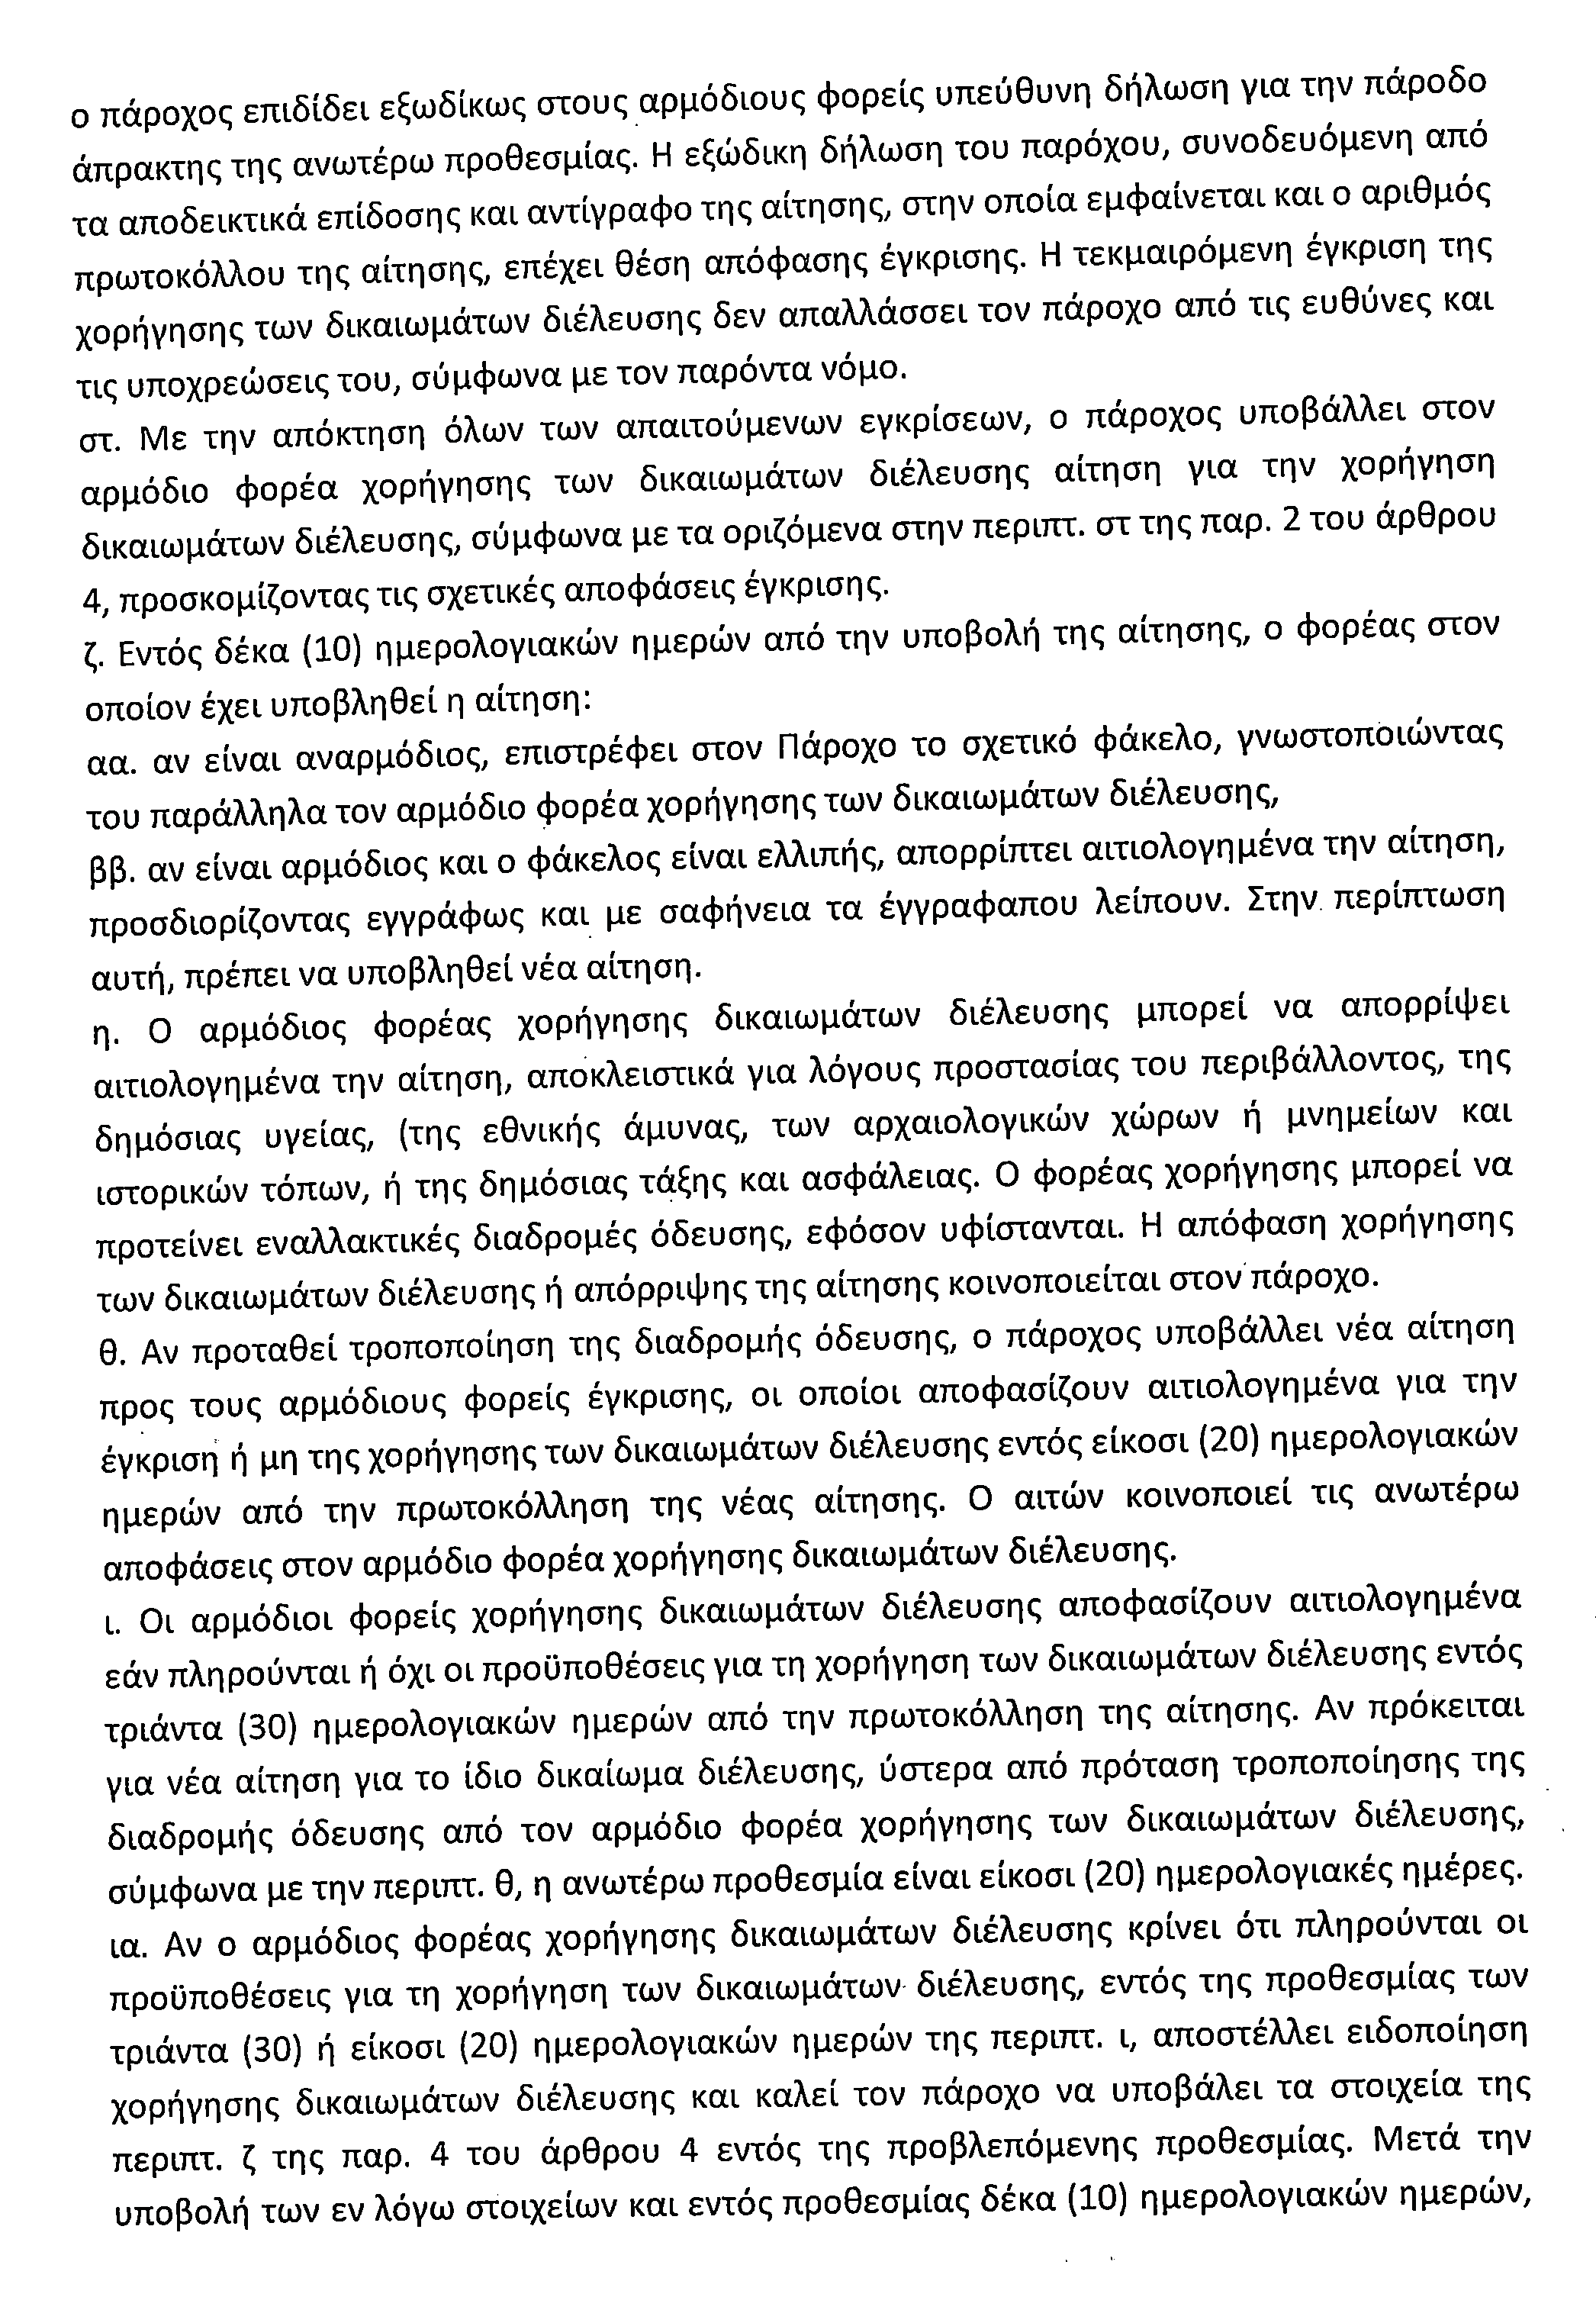 ο πάροχος επιδίδει εξωδίκως στους αρμόδιους φορείς υπεύθυνη δήλωση για την πάροδο
άπρακτης της ανωτέρω προθεσμίας. Η εξώδικη δήλωση του παρόχου, συνοδευόμενη από
τα αποδεικτικά επίδοσης και αντίγραφο της αίτησης, στην οποία εμφαίνεται και ο αριθμός
πρωτοκόλλου της αίτησης, επέχει θέση απόφασης έγκρισης. Η τεκμαιρόμενη έγκριση της
χορήγησης των δικαιωμάτων διέλευσης δεν απαλλάσσει τον πάροχο από τις ευθύνες και
τις υποχρεώσεις του, σύμφωνα με τον παρόντα νόμο.
στ. Με την απόκτηση όλων των απαιτούμενων εγκρίσεων, ο πάροχος υποβάλλει στον
αρμόδιο φορέα χορήγησης των δικαιωμάτων διέλευσης αίτηση για την χορήγηση
δικαιωμάτων διέλευσης, σύμφωνα με τα οριζόμενα στην περιπτ. στ της παρ. 2 του άρθρου
4, προσκομίζοντας τις σχετικές αποφάσεις έγκρισης.
ζ. Εντός δέκα (10) ημερολογιακών ημερών από την υποβολή της αίτησης, ο φορέας στον
οποίον έχει υποβληθεί η αίτηση:
αα. αν είναι αναρμόδιος, επιστρέφει στον Πάροχο το σχετικό φάκελο, γνωστοποιώντας
του παράλληλα τον αρμόδιο φορέα χορήγησης των δικαιωμάτων διέλευσης,
ββ. αν είναι αρμόδιος και ο φάκελος είναι ελλιπής, απορρίπτει αιτιολογημένα την αίτηση,
προσδιορίζοντας εγγράφως και με σαφήνεια τα έγγραφαπου λείπουν. Στην περίπτωση
αυτή, πρέπει να υποβληθεί νέα αίτηση.
η. Ο αρμόδιος φορέας χορήγησης δικαιωμάτων διέλευσης μπορεί να απορρίψει
αιτιολογημένα την αίτηση, αποκλειστικά για λόγους προστασίας του περιβάλλοντος, της
δημόσιας υγείας, (της εθνικής άμυνας, των αρχαιολογικών χώρων ή μνημείων και
ιστορικών τόπων, ή της δημόσιας τάξης και ασφάλειας. Ο φορέας χορήγησης μπορεί να
προτείνει εναλλακτικές διαδρομές όδευσης, εφόσον υφίστανται. Η απόφαση χορήγησης
των δικαιωμάτων διέλευσης ή απόρριψης της αίτησης κοινοποιείται στον πάροχο.
θ. Αν προταθεί τροποποίηση της διαδρομής όδευσης, ο πάροχος υποβάλλει νέα αίτηση
προς τους αρμόδιους φορείς έγκρισης, οι οποίοι αποφασίζουν αιτιολογημένα για την
έγκριση ή μη της χορήγησης των δικαιωμάτων διέλευσης εντός είκοσι (20) ημερολογιακών
ημερών από την πρωτοκόλληση της νέας αίτησης. Ο αιτών κοινοποιεί τις ανωτέρω
αποφάσεις στον αρμόδιο φορέα χορήγησης δικαιωμάτων διέλευσης.
ι. Οι αρμόδιοι φορείς χορήγησης δικαιωμάτων διέλευσης αποφασίζουν αιτιολογημένα
εάν πληρούνται ή όχι οι προϋποθέσεις για τη χορήγηση των δικαιωμάτων διέλευσης εντός
τριάντα (30) ημερολογιακών ημερών από την πρωτοκόλληση της αίτησης. Αν πρόκειται
για νέα αίτηση για το ίδιο δικαίωμα διέλευσης, ύστερα από πρόταση τροποποίησης της
διαδρομής όδευσης από τον αρμόδιο φορέα χορήγησης των δικαιωμάτων διέλευσης,
σύμφωνα με την περιπτ. θ, η ανωτέρω προθεσμία είναι είκοσι (20) ημερολογιακές ημέρες.
ια. Αν ο αρμόδιος φορέας χορήγησης δικαιωμάτων διέλευσης κρίνει ότι πληρούνται οι
προϋποθέσεις για τη χορήγηση των δικαιωμάτων διέλευσης, εντός της προθεσμίας των
τριάντα (30) ή είκοσι (20) ημερολογιακών ημερών της περιπτ. ι, αποστέλλει ειδοποίηση
χορήγησης δικαιωμάτων διέλευσης και καλεί τον πάροχο να υποβάλει τα στοιχεία της
περιπτ. ζ της παρ. 4 του άρθρου 4 εντός της προβλεπόμενης προθεσμίας. Μετά την
υποβολή των εν λόγω στοιχείων και εντός προθεσμίας δέκα (10) ημερολογιακών ημερών,